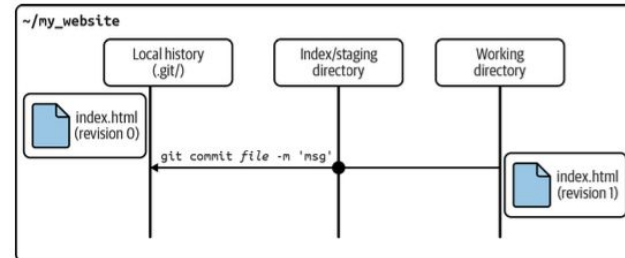 ~/my_website
Local history
(.git/)
Index/staging
directory
Working
directory
index.html
(revision 0)
git commit file -m 'msg'
index.html
(revision 1)